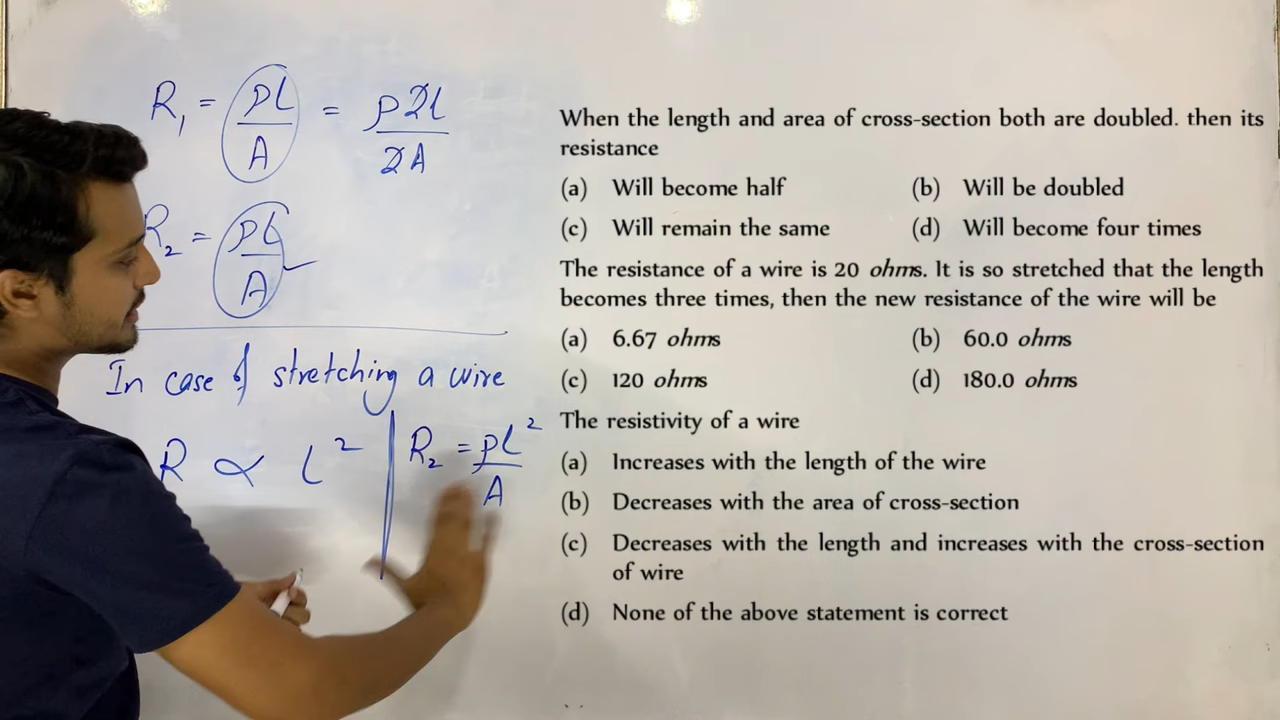 R₁ = ρL/A = ρ2L/2A
R₂ = ρL/A
In case of stretching a wire
R ∝ L²
R₂ = ρL²/A
When the length and area of cross-section both are doubled. then its
resistance
(a) Will become half (b) Will be doubled
(c) Will remain the same (d) Will become four times
The resistance of a wire is 20 ohms. It is so stretched that the length
becomes three times, then the new resistance of the wire will be
(a) 6.67 ohms (b) 60.0 ohms
(c) 120 ohms (d) 180.0 ohms
The resistivity of a wire
(a) Increases with the length of the wire
(b) Decreases with the area of cross-section
(c) Decreases with the length and increases with the cross-section
of wire
(d) None of the above statement is correct